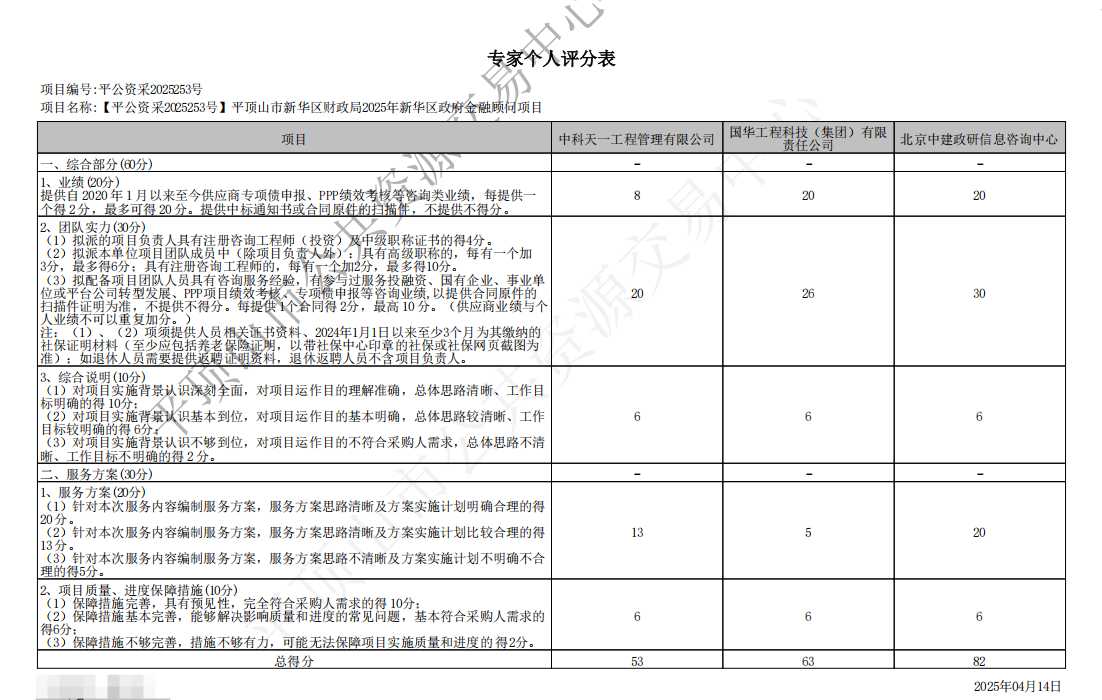 专家个人评分表
项目编号:平公资采2025253号
项目名称:【平公资采2025253号】平顶山市新华区财政局2025年新华区政府金融顾问项目
项目 中科天一工程管理有限公司 国华工程科技（集团）有限责任公司 北京中建政研信息咨询中心
一、综合部分(60分) - - -
1、业绩(20分)
提供自2020年1月以来至今供应商专项债申报、PPP绩效考核等咨询类业绩，每提供一
个得2分，最多可得20分。提供中标通知书或合同原件的扫描件，不提供不得分。
8 20 20
2、团队实力(30分)
（1）拟派的项目负责人具有注册咨询工程师（投资）及中级职称证书的得4分。
（2）拟派本单位项目团队成员中（除项目负责人外）：具有高级职称的，每有一个加
3分，最多得6分；具有注册咨询工程师的，每有一个加2分，最多得10分。
（3）拟配备项目团队人员具有咨询服务经验，有参与过服务投融资、国有企业、事业单
位或平台公司转型发展、PPP项目绩效考核、专项债申报等咨询业绩,以提供合同原件的
扫描件证明为准，不提供不得分。每提供1个合同得2分，最高10分。（供应商业绩与个
人业绩不可以重复加分。）
注：（1）、（2）项须提供人员相关证书资料、2024年1月1日以来至少3个月为其缴纳的
社保证明材料（至少应包括养老保险证明，以带社保中心印章的社保或社保网页截图为
准）；如退休人员需要提供返聘证明资料，退休返聘人员不含项目负责人。
20 26 30
3、综合说明(10分)
（1）对项目实施背景认识深刻全面，对项目运作目的理解准确，总体思路清晰、工作目
标明确的得10分；
（2）对项目实施背景认识基本到位，对项目运作目的基本明确，总体思路较清晰、工作
目标较明确的得6分；
（3）对项目实施背景认识不够到位，对项目运作目的不符合采购人需求，总体思路不清
晰、工作目标不明确的得2分。
6 6 6
二、服务方案(30分) - - -
1、服务方案(20分)
（1）针对本次服务内容编制服务方案，服务方案思路清晰及方案实施计划明确合理的得
20分。
（2）针对本次服务内容编制服务方案，服务方案思路清晰及方案实施计划比较合理的得
13分。
（3）针对本次服务内容编制服务方案，服务方案思路不清晰及方案实施计划不明确不合
理的得5分。
13 5 20
2、项目质量、进度保障措施(10分)
（1）保障措施完善，具有预见性，完全符合采购人需求的得10分；
（2）保障措施基本完善，能够解决影响质量和进度的常见问题，基本符合采购人需求的
得6分；
（3）保障措施不够完善，措施不够有力，可能无法保障项目实施质量和进度的得2分。
6 6 6
总得分 53 63 82
2025年04月14日
平顶山市公共资源交易中心
平顶山市公共资源交易中心